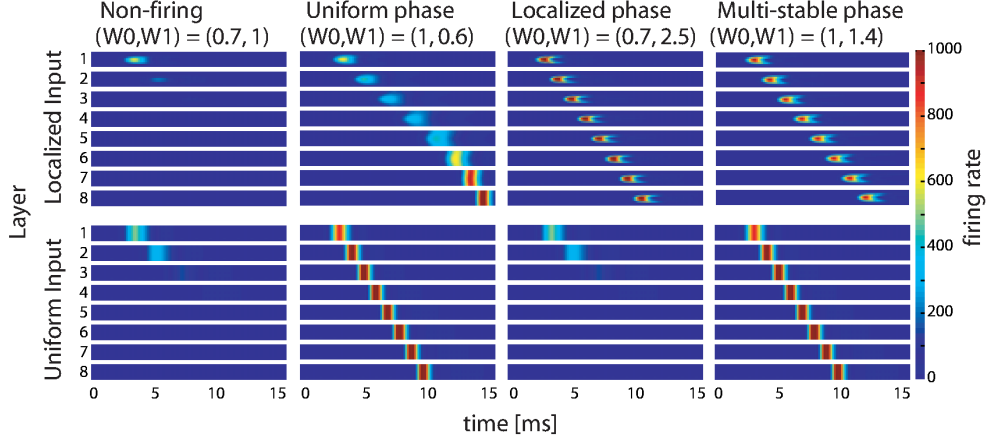 Non-firing Uniform phase Localized phase Multi-stable phase
(W0,W1) = (0.7, 1) (W0,W1) = (1, 0.6) (W0,W1) = (0.7, 2.5) (W0,W1) = (1, 1.4)
Layer
Localized Input
1
2
3
4
5
6
7
8
Uniform Input
1
2
3
4
5
6
7
8
0 5 10 15 0 5 10 15 0 5 10 15 0 5 10 15
time [ms]
1000
800
600
400
200
0
firing rate